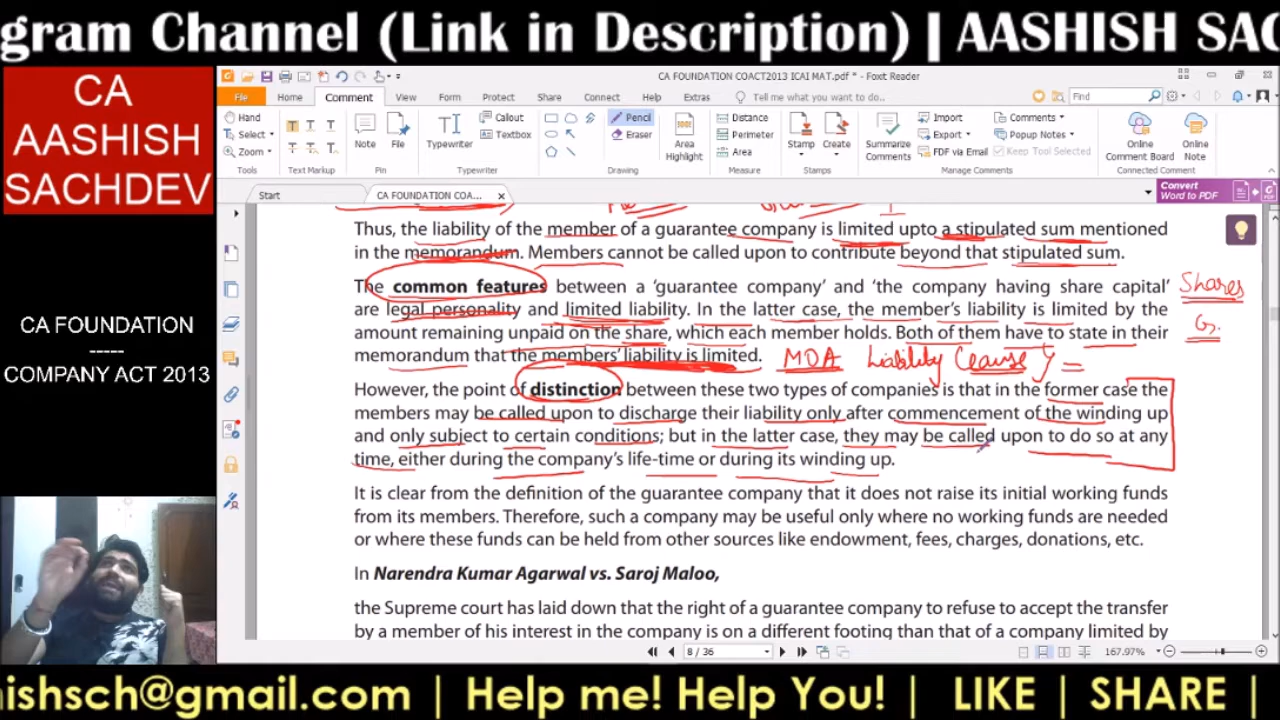 gram Channel (Link in Description) | AASHISH SAC
CA
AASHISH
SACHDEV
CA FOUNDATION
-----
COMPANY ACT 2013
CA FOUNDATION COACT2013 ICAI MAT.pdf * - Foxit Reader
File Home Comment View Form Protect Share Connect Help Extras Tell me what you want to do.. Find
Hand
Select
Zoom
Tools
Text Markup
Note
File
Pin
Typewriter
Callout
Textbox
Typewriter
Pencil
Eraser
Drawing
Area
Highlight
Distance
Perimeter
Area
Measure
Stamp
Create
Stamps
Summarize
Comments
Import
Export
FDF via Email
Comments
Popup Notes
Keep Tool Selected
Manage Comments
Online
Comment Board
Online
Note
Connected Comment
Start
CA FOUNDATION COA...
Convert
Word to PDF
Thus, the liability of the member of a guarantee company is limited upto a stipulated sum mentioned
in the memorandum. Members cannot be called upon to contribute beyond that stipulated sum.
The common features between a ‘guarantee company’ and ‘the company having share capital’
are legal personality and limited liability. In the latter case, the member’s liability is limited by the
amount remaining unpaid on the share, which each member holds. Both of them have to state in their
memorandum that the members’ liability is limited.
Shares
G.
MOA Liability Clause
However, the point of distinction between these two types of companies is that in the former case the
members may be called upon to discharge their liability only after commencement of the winding up
and only subject to certain conditions; but in the latter case, they may be called upon to do so at any
time, either during the company’s life-time or during its winding up.
It is clear from the definition of the guarantee company that it does not raise its initial working funds
from its members. Therefore, such a company may be useful only where no working funds are needed
or where these funds can be held from other sources like endowment, fees, charges, donations, etc.
In Narendra Kumar Agarwal vs. Saroj Maloo,
the Supreme court has laid down that the right of a guarantee company to refuse to accept the transfer
by a member of his interest in the company is on a different footing than that of a company limited by
8 / 36
167.97%
nishsch@gmail.com | Help me! Help You! | LIKE | SHARE |